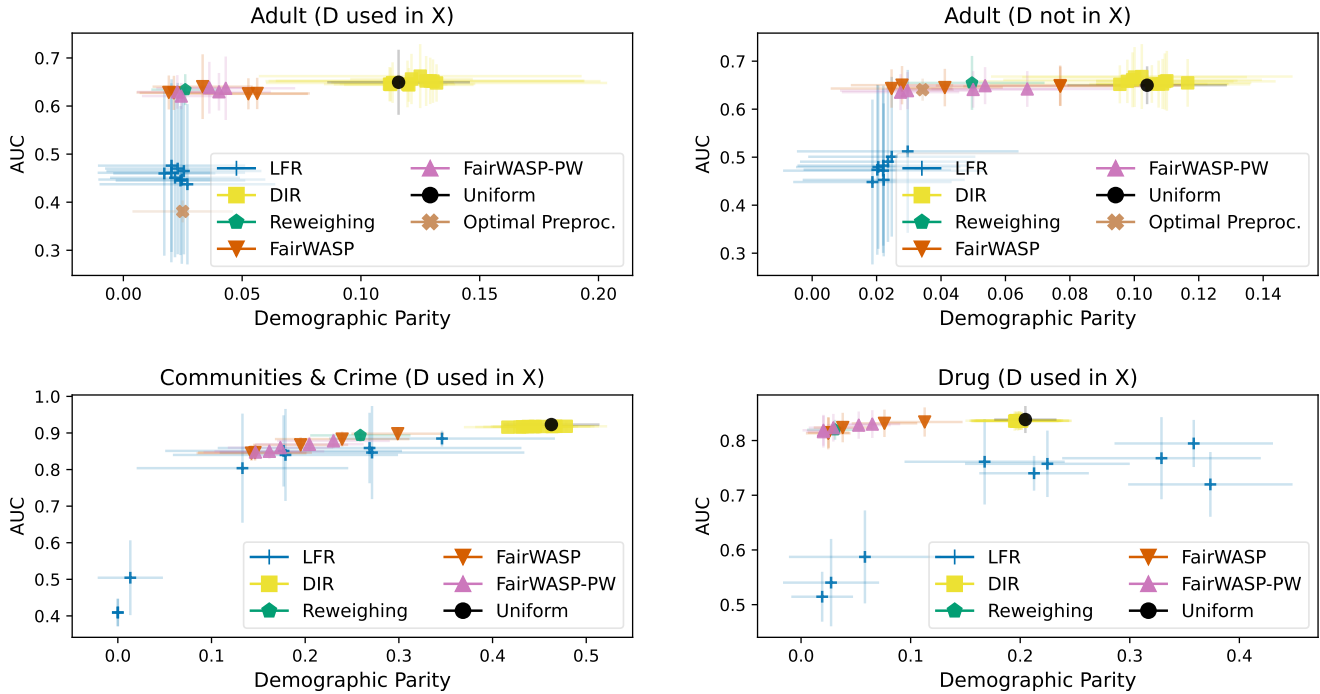 Adult (D used in X)
0.7
0.6
0.5
0.4
0.3
AUC
LFR
DIR
Reweighing
FairWASP
FairWASP-PW
Uniform
Optimal Preproc.
0.00
0.05
0.10
0.15
0.20
Demographic Parity
Adult (D not in X)
0.7
0.6
0.5
0.4
0.3
AUC
LFR
DIR
Reweighing
FairWASP
FairWASP-PW
Uniform
Optimal Preproc.
0.00
0.02
0.04
0.06
0.08
0.10
0.12
0.14
Demographic Parity
Communities & Crime (D used in X)
1.0
0.9
0.8
0.7
0.6
0.5
0.4
AUC
LFR
DIR
Reweighing
FairWASP
FairWASP-PW
Uniform
0.0
0.1
0.2
0.3
0.4
0.5
Demographic Parity
Drug (D used in X)
0.8
0.7
0.6
0.5
AUC
LFR
DIR
Reweighing
FairWASP
FairWASP-PW
Uniform
0.0
0.1
0.2
0.3
0.4
Demographic Parity